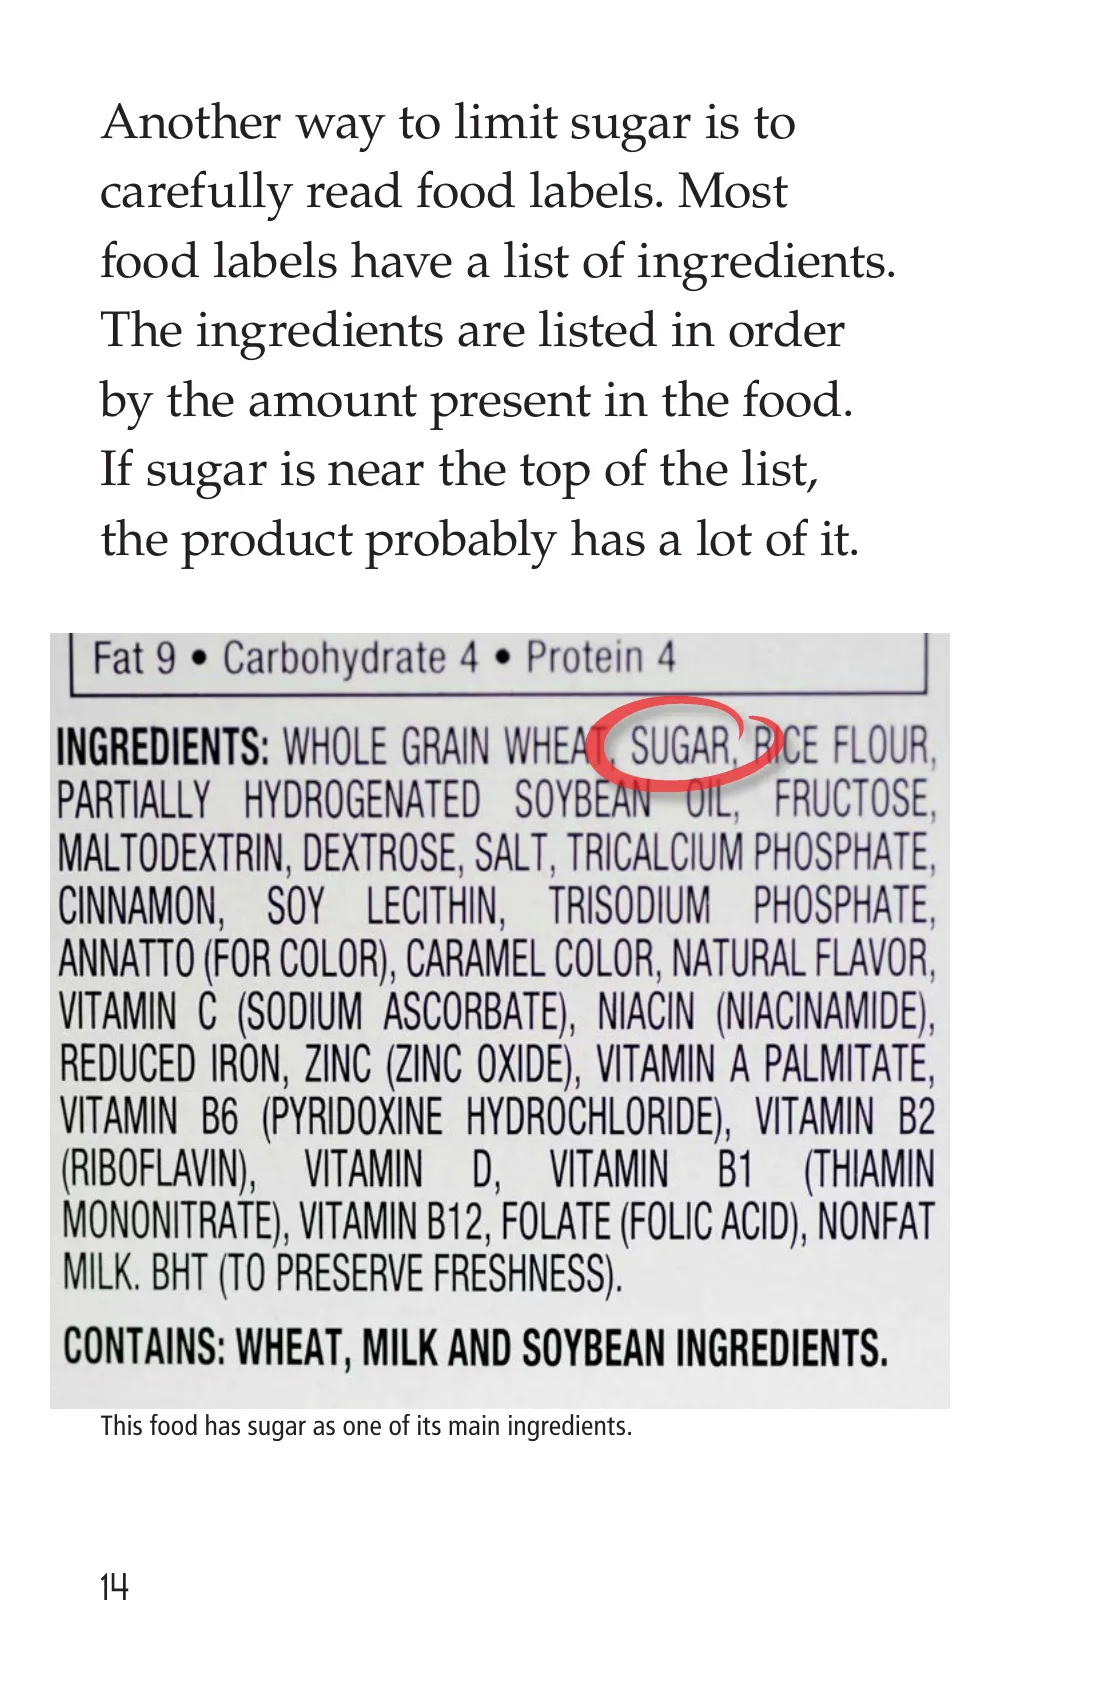 Another way to limit sugar is to
carefully read food labels. Most
food labels have a list of ingredients.
The ingredients are listed in order
by the amount present in the food.
If sugar is near the top of the list,
the product probably has a lot of it.
Fat 9 • Carbohydrate 4 • Protein 4
INGREDIENTS: WHOLE GRAIN WHEAT, SUGAR, RICE FLOUR,
PARTIALLY HYDROGENATED SOYBEAN OIL, FRUCTOSE,
MALTODEXTRIN, DEXTROSE, SALT, TRICALCIUM PHOSPHATE,
CINNAMON, SOY LECITHIN, TRISODIUM PHOSPHATE,
ANNATTO (FOR COLOR), CARAMEL COLOR, NATURAL FLAVOR,
VITAMIN C (SODIUM ASCORBATE), NIACIN (NIACINAMIDE),
REDUCED IRON, ZINC (ZINC OXIDE), VITAMIN A PALMITATE,
VITAMIN B6 (PYRIDOXINE HYDROCHLORIDE), VITAMIN B2
(RIBOFLAVIN), VITAMIN D, VITAMIN B1 (THIAMIN
MONONITRATE), VITAMIN B12, FOLATE (FOLIC ACID), NONFAT
MILK. BHT (TO PRESERVE FRESHNESS).
CONTAINS: WHEAT, MILK AND SOYBEAN INGREDIENTS.
This food has sugar as one of its main ingredients.
14